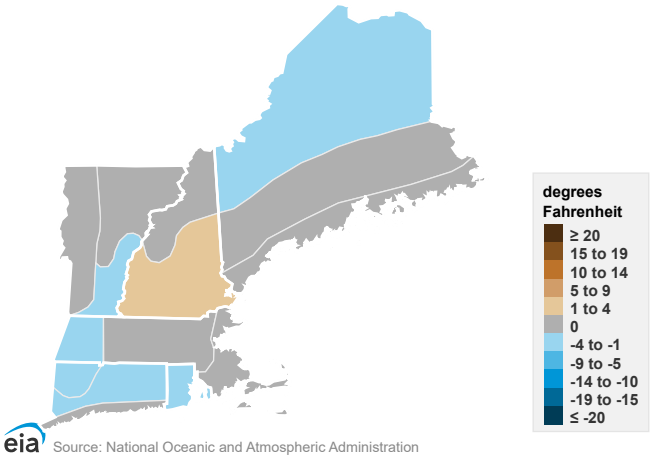 degrees
Fahrenheit
≥ 20
15 to 19
10 to 14
5 to 9
1 to 4
0
-4 to -1
-9 to -5
-14 to -10
-19 to -15
≤ -20
eia
Source: National Oceanic and Atmospheric Administration